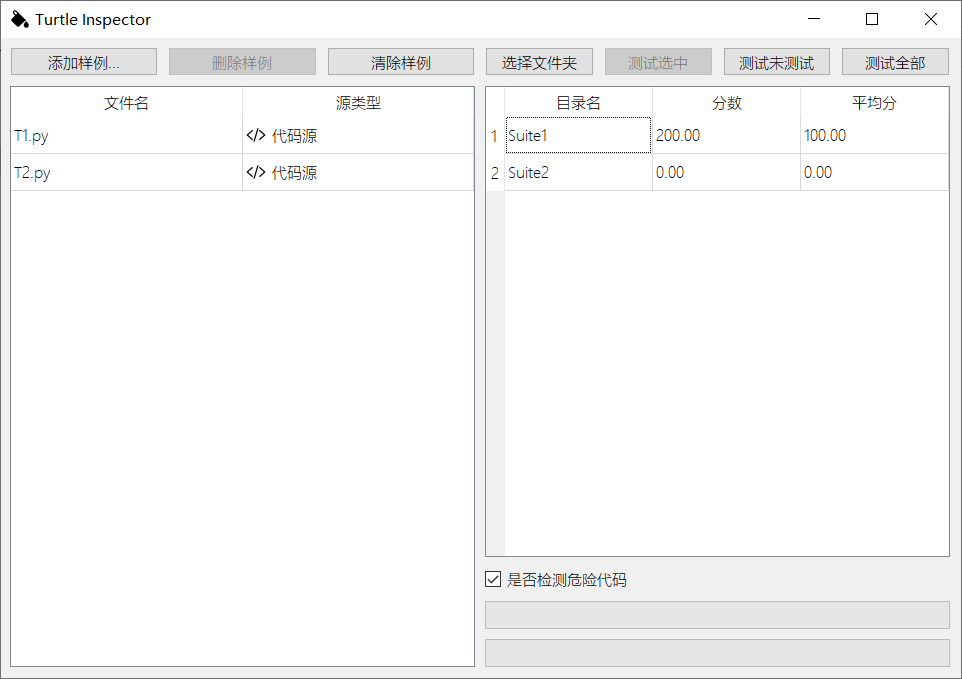 Turtle Inspector
添加样例... 删除样例 清除样例 选择文件夹 测试选中 测试未测试 测试全部
文件名 源类型 目录名 分数 平均分
T1.py </> 代码源 1 Suite1 200.00 100.00
T2.py </> 代码源 2 Suite2 0.00 0.00
是否检测危险代码